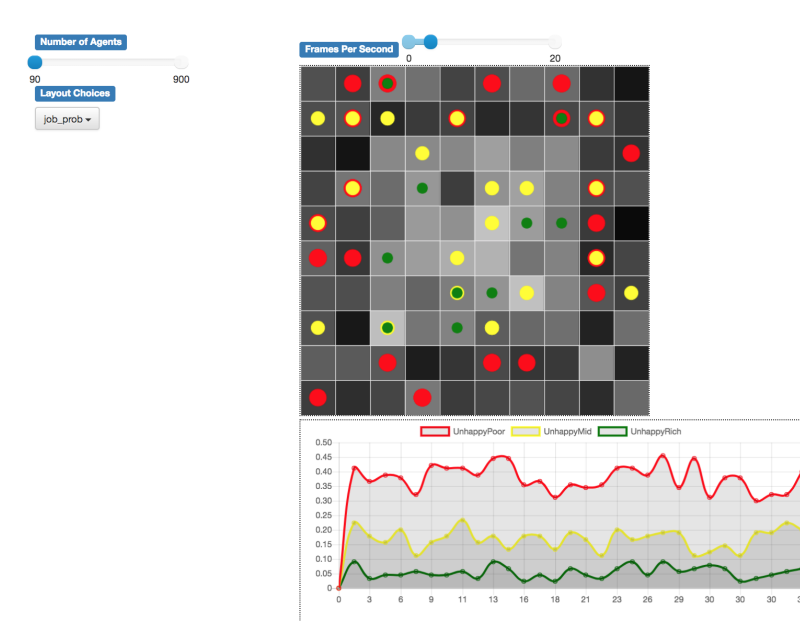 Number of Agents
90 900
Layout Choices
job_prob
Frames Per Second
0 20
UnhappyPoor UnhappyMid UnhappyRich
0.50
0.45
0.40
0.35
0.30
0.25
0.20
0.15
0.10
0.05
0
0 3 6 9 11 13 16 18 21 23 26 29 30 30 30